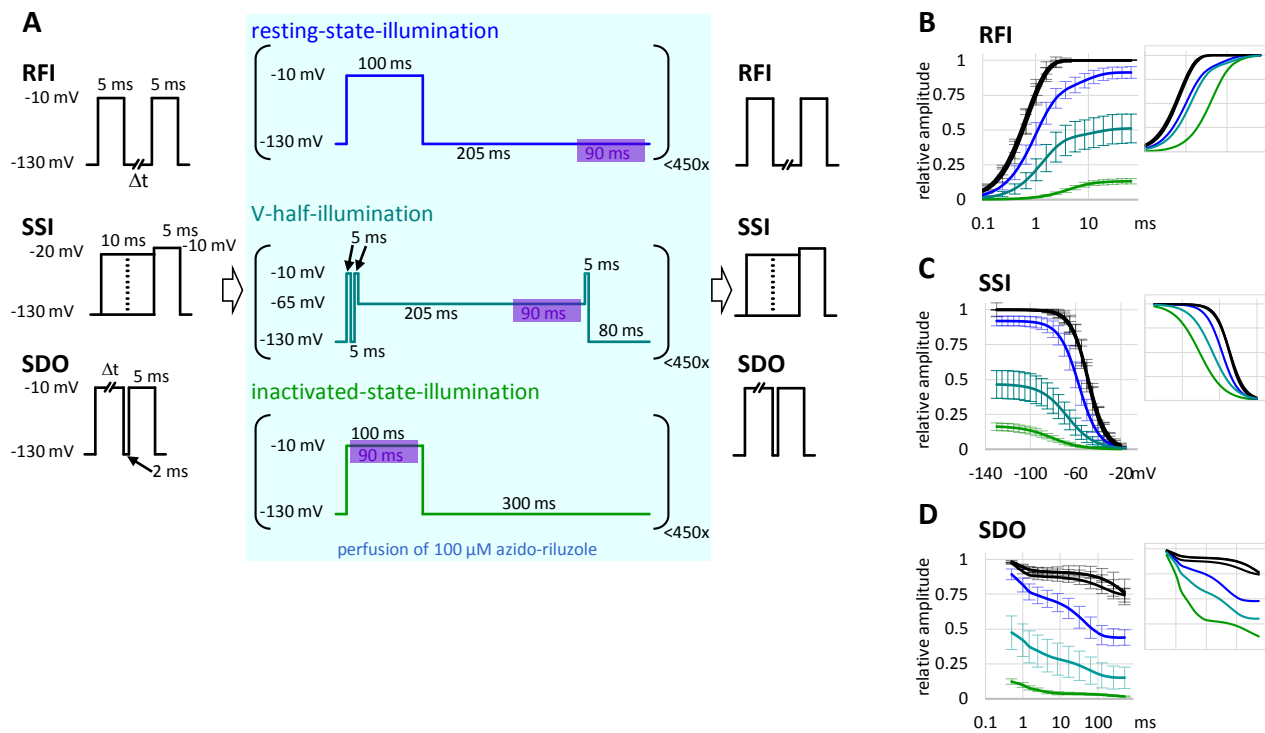 A
RFI
5 ms
5 ms
-10 mV
-130 mV
Δt
SSI
10 ms
5 ms
-20 mV
-10 mV
-130 mV
SDO
Δt
5 ms
-10 mV
-130 mV
2 ms
resting-state-illumination
100 ms
-10 mV
-130 mV
205 ms
90 ms
<450x
V-half-illumination
5 ms
-10 mV
5 ms
-65 mV
205 ms
90 ms
-130 mV
5 ms
80 ms
<450x
inactivated-state-illumination
100 ms
-10 mV
90 ms
300 ms
-130 mV
<450x
perfusion of 100 µM azido-riluzole
RFI
SSI
SDO
B
RFI
relative amplitude
1
0.75
0.5
0.25
0
0.1
1
10
ms
C
SSI
relative amplitude
1
0.75
0.5
0.25
0
-140
-100
-60
-20
mV
D
SDO
relative amplitude
1
0.75
0.5
0.25
0
0.1
1
10
100
ms